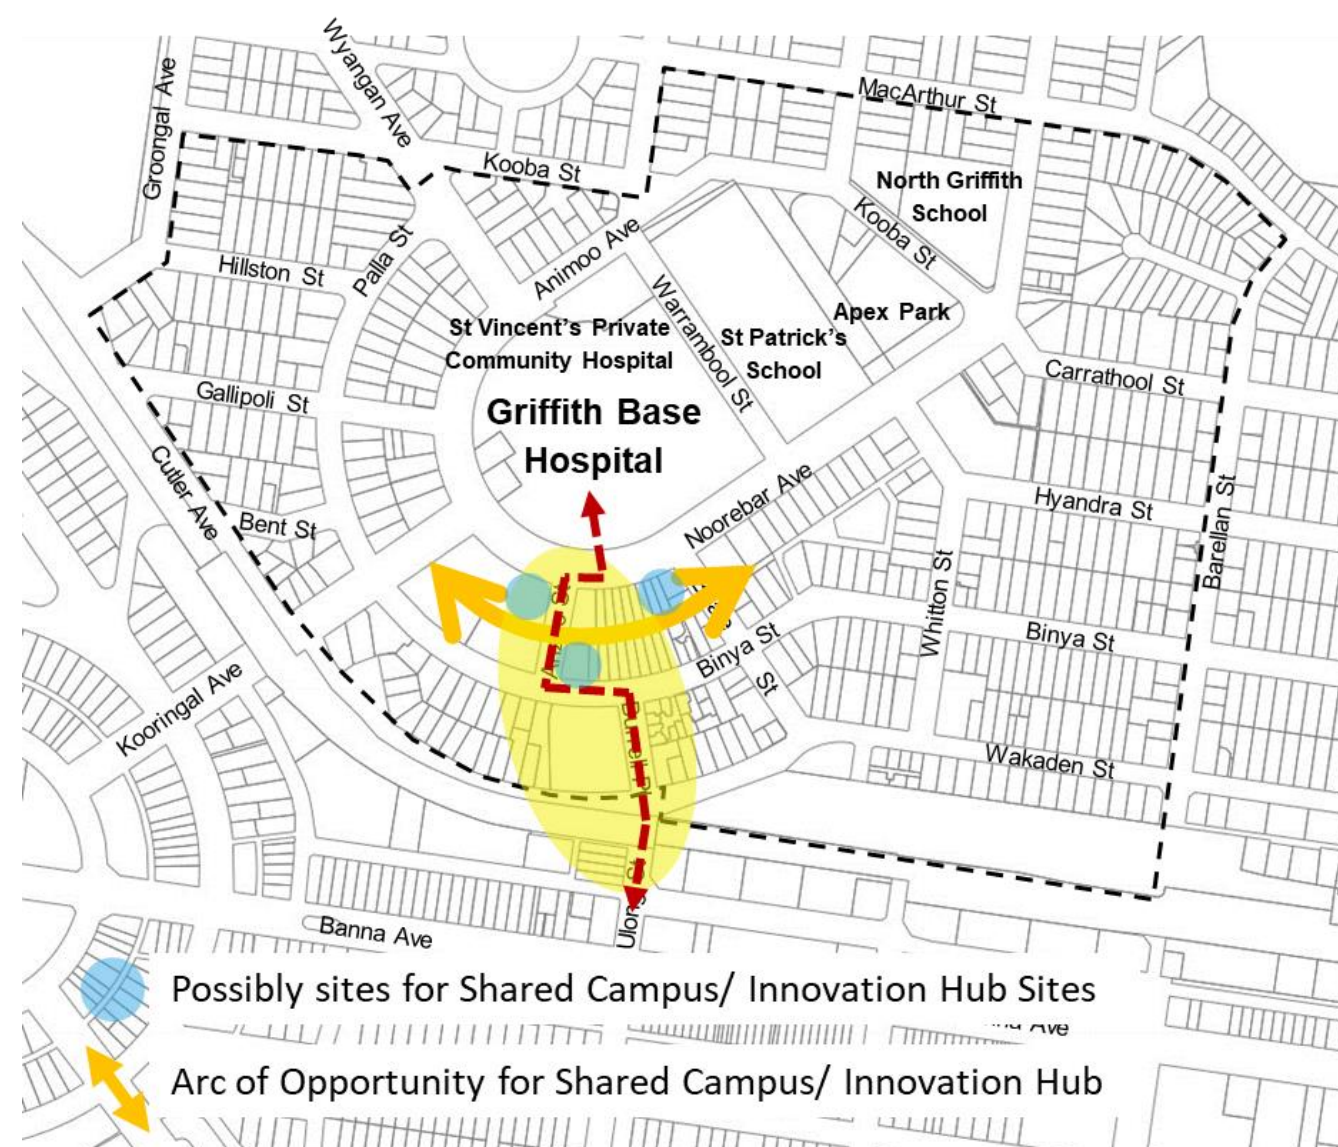 Wyangan Ave
Groongal Ave
MacArthur St
Kooba St
North Griffith
School
Kooba St
Animoo Ave
Palla St
Hillston St
Warrambool St
Apex Park
St Vincent's Private
Community Hospital
St Patrick's
School
Carrathool St
Gallipoli St
Griffith Base
Hospital
Cutler Ave
Noorebar Ave
Hyandra St
Barellan St
Bent St
Whitton St
Binya St
Binya St
St
Kooringal Ave
Burrell Pl
Wakaden St
Banna Ave
Possibly sites for Shared Campus/ Innovation Hub Sites
Ave
Arc of Opportunity for Shared Campus/ Innovation Hub